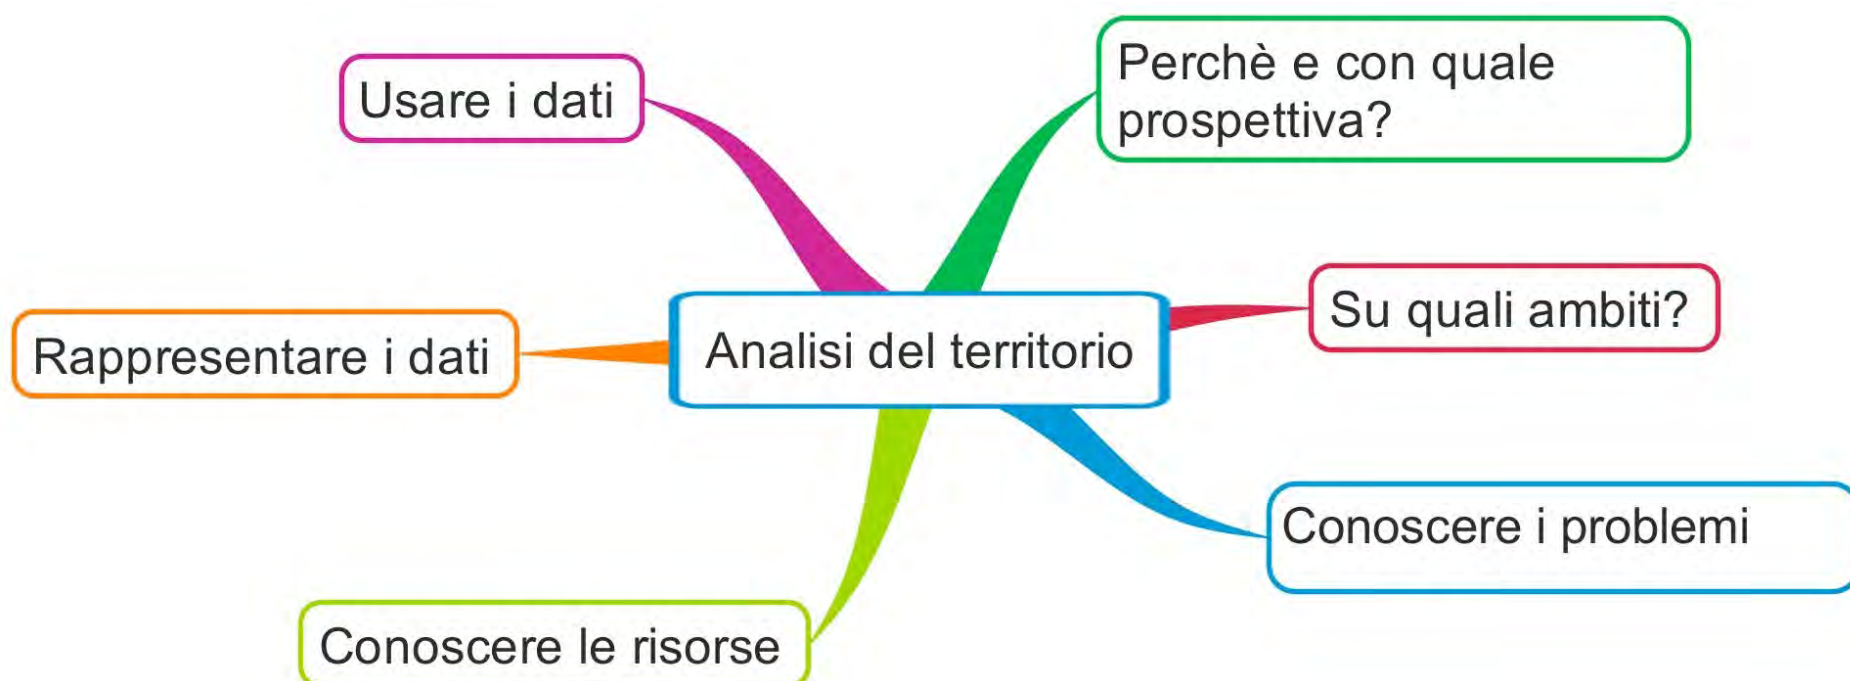 Usare i dati
Perchè e con quale
prospettiva?
Su quali ambiti?
Analisi del territorio
Rappresentare i dati
Conoscere i problemi
Conoscere le risorse